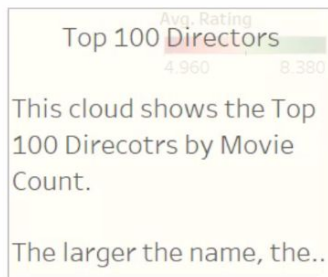 Avg. Rating
Top 100 Directors
4.960 8.380
This cloud shows the Top
100 Direcotrs by Movie
Count.
The larger the name, the..